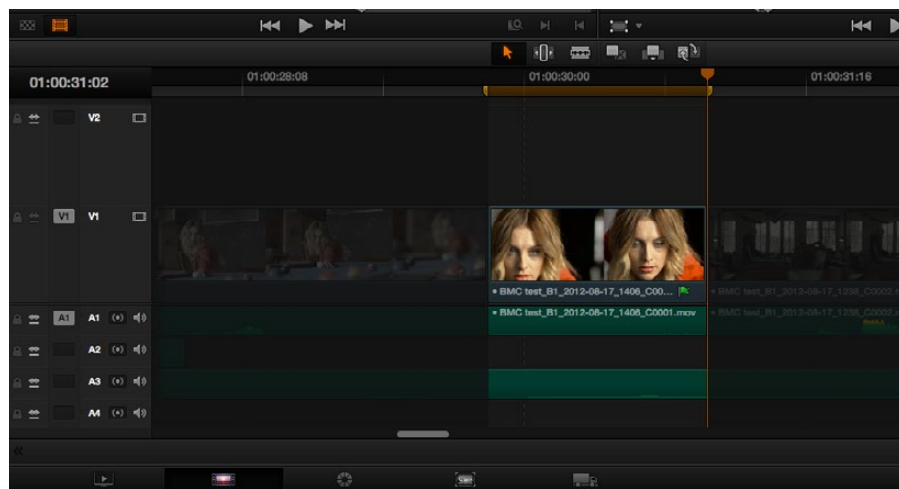 01:00:31:02
01:00:28:08
01:00:30:00
01:00:31:16
V2
V1 V1
• BMC test_B1_2012-08-17_1406_C00...
• BMC test_B1_2012-08-17_1238_C0002.
A1 A1
• BMC test_B1_2012-08-17_1406_C0001.mov
• BMC test_B1_2012-08-17_1238_C0002.
A2
A3
A4